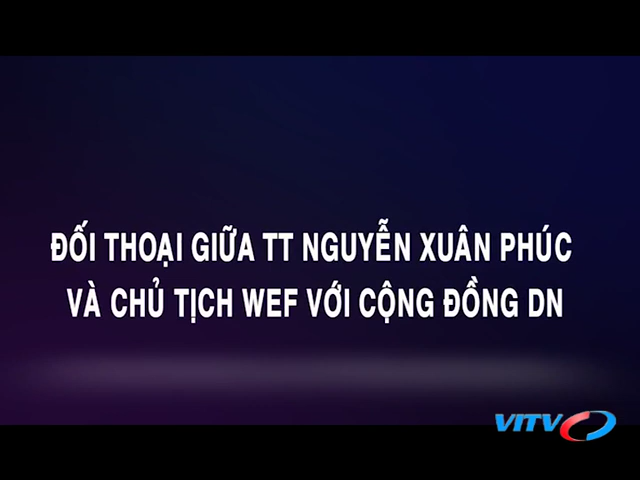 ĐỐI THOẠI GIỮA TT NGUYỄN XUÂN PHÚC
VÀ CHỦ TỊCH WEF VỚI CỘNG ĐỒNG DN
VITV